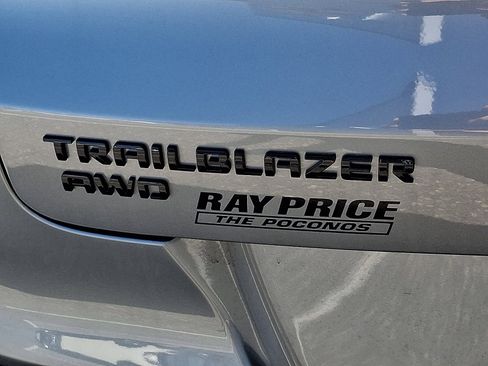 TRAILBLAZER
AWD
RAY PRICE
THE POCONOS